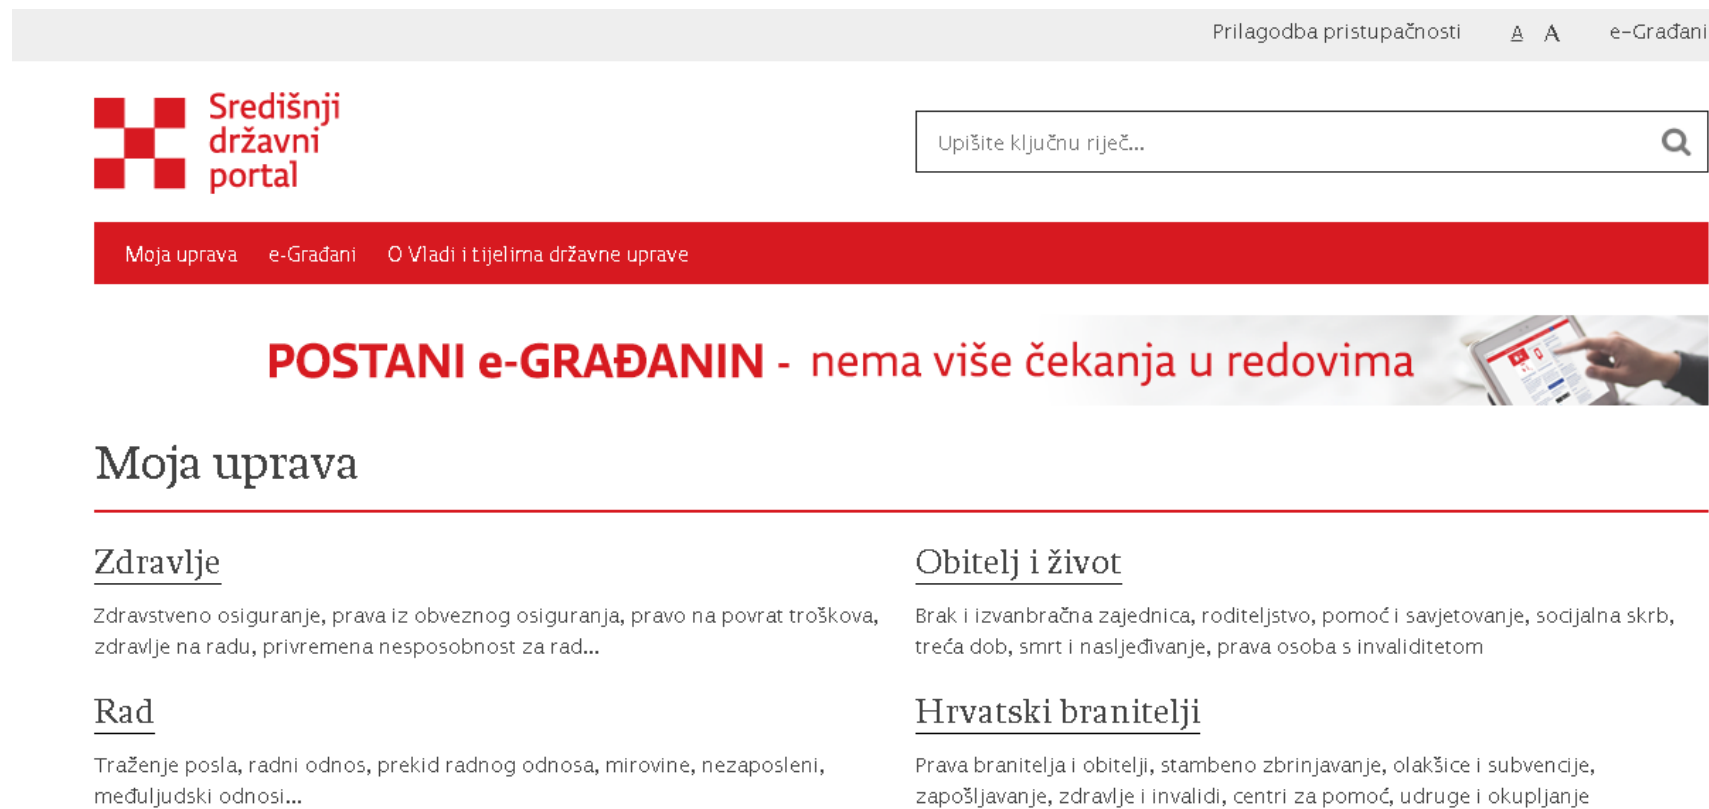 Prilagodba pristupačnosti A A e-Građani
Središnji
državni
portal
Upišite ključnu riječ...
Moja uprava e-Građani O Vladi i tijelima državne uprave
POSTANI e-GRAĐANIN - nema više čekanja u redovima
Moja uprava
Zdravlje
Zdravstveno osiguranje, prava iz obveznog osiguranja, pravo na povrat troškova,
zdravlje na radu, privremena nesposobnost za rad...
Obitelj i život
Brak i izvanbračna zajednica, roditeljstvo, pomoć i savjetovanje, socijalna skrb,
treća dob, smrt i nasljeđivanje, prava osoba s invaliditetom
Rad
Traženje posla, radni odnos, prekid radnog odnosa, mirovine, nezaposleni,
međuljudski odnosi...
Hrvatski branitelji
Prava branitelja i obitelji, stambeno zbrinjavanje, olakšice i subvencije,
zapošljavanje, zdravlje i invalidi, centri za pomoć, udruge i okupljanje